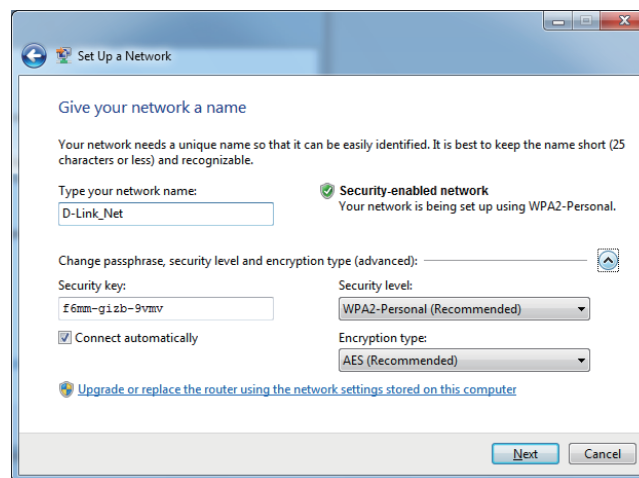 Set Up a Network
Give your network a name
Your network needs a unique name so that it can be easily identified. It is best to keep the name short (25
characters or less) and recognizable.
Type your network name:
Security-enabled network
D-Link_Net
Your network is being set up using WPA2-Personal.
Change passphrase, security level and encryption type (advanced):
Security key:
Security level:
f6mm-gizb-9vmv
WPA2-Personal (Recommended)
Connect automatically
Encryption type:
AES (Recommended)
Upgrade or replace the router using the network settings stored on this computer
Next
Cancel